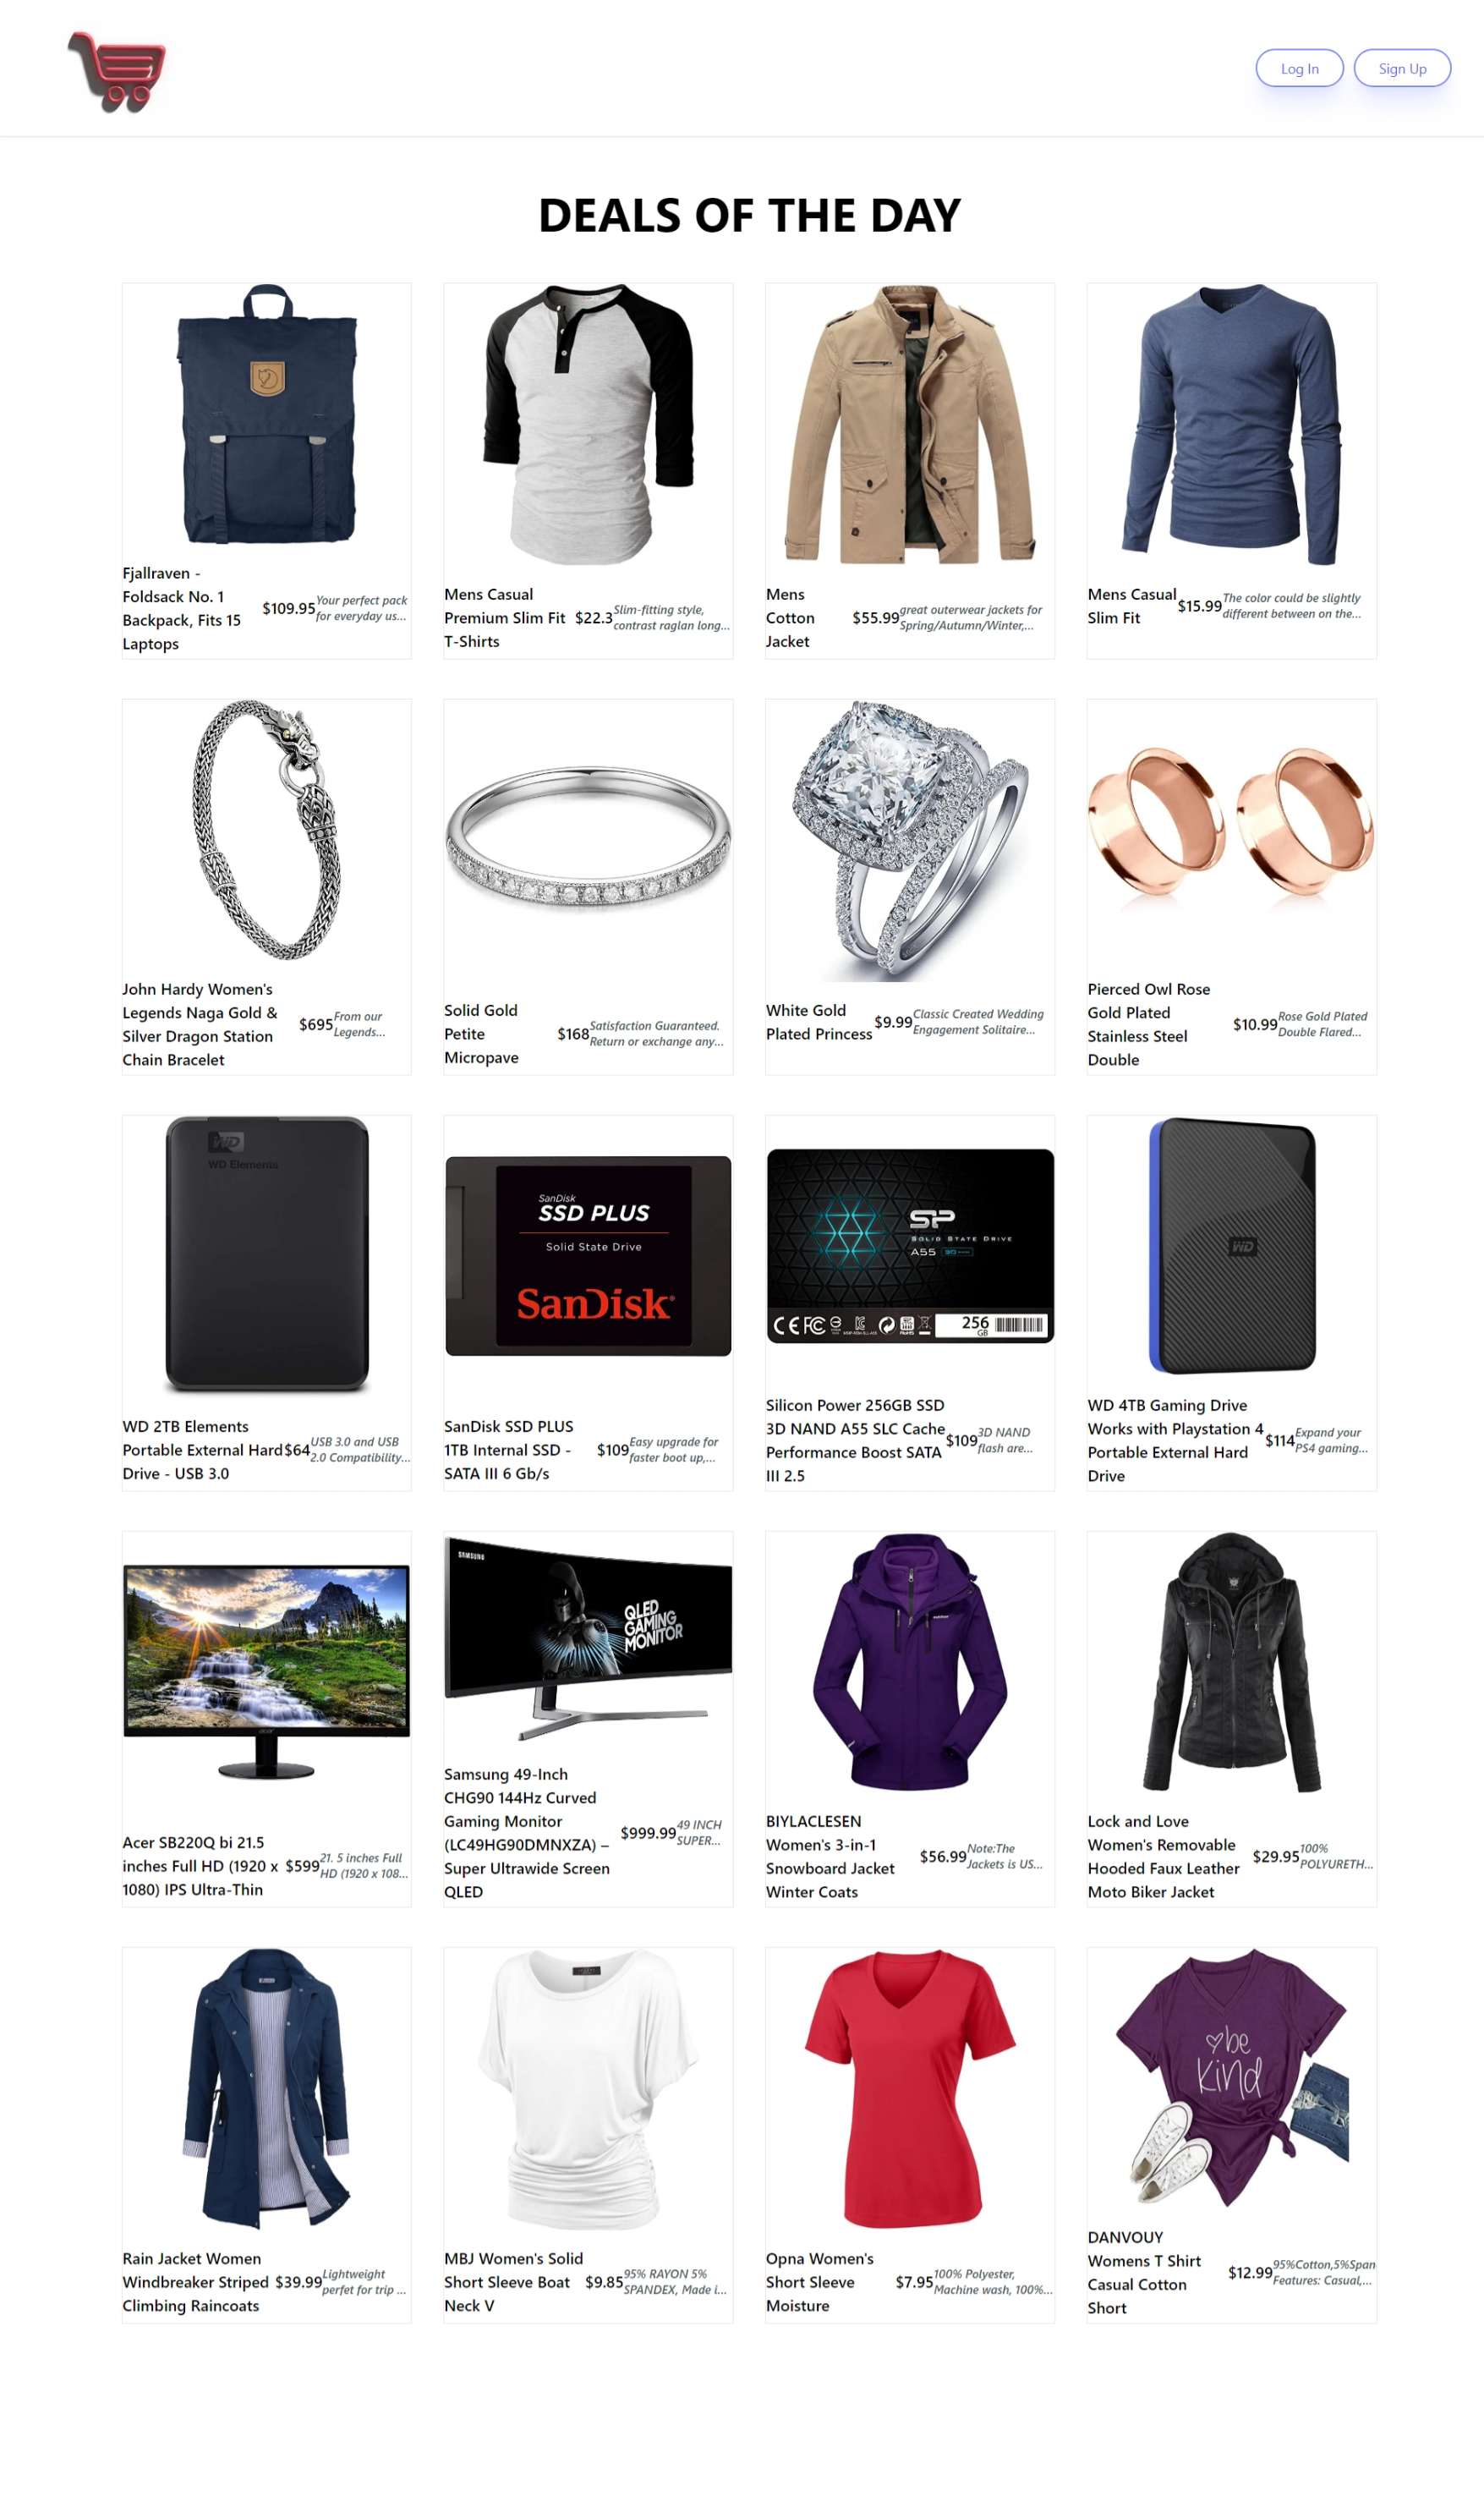 Log In
Sign Up
DEALS OF THE DAY
Fjallraven -
Foldsack No. 1
Backpack, Fits 15
Laptops
$109.95
Your perfect pack
for everyday us...
Mens Casual
Premium Slim Fit
T-Shirts
$22.3
Slim-fitting style,
contrast raglan long...
Mens
Cotton
Jacket
$55.99
great outerwear jackets for
Spring/Autumn/Winter,...
Mens Casual
Slim Fit
$15.99
The color could be slightly
different between on the...
John Hardy Women's
Legends Naga Gold &
Silver Dragon Station
Chain Bracelet
$695
From our
Legends...
Solid Gold
Petite
Micropave
$168
Satisfaction Guaranteed.
Return or exchange any...
White Gold
Plated Princess
$9.99
Classic Created Wedding
Engagement Solitaire...
Pierced Owl Rose
Gold Plated
Stainless Steel
Double
$10.99
Rose Gold Plated
Double Flared...
WD
WD Elements
WD 2TB Elements
Portable External Hard
Drive - USB 3.0
$64
USB 3.0 and USB
2.0 Compatibility...
SanDisk
SSD PLUS
Solid State Drive
SanDisk
SanDisk SSD PLUS
1TB Internal SSD -
SATA III 6 Gb/s
$109
Easy upgrade for
faster boot up,...
SP
SOLID STATE DRIVE
A55
256
GB
Silicon Power 256GB SSD
3D NAND A55 SLC Cache
Performance Boost SATA
III 2.5
$109
3D NAND
flash are...
WD
WD 4TB Gaming Drive
Works with Playstation 4
Portable External Hard
Drive
$114
Expand your
PS4 gaming...
acer
Acer SB220Q bi 21.5
inches Full HD (1920 x
1080) IPS Ultra-Thin
$599
21. 5 inches Full
HD (1920 x 108...
SAMSUNG
QLED
GAMING
MONITOR
Samsung 49-Inch
CHG90 144Hz Curved
Gaming Monitor
(LC49HG90DMNXZA) –
Super Ultrawide Screen
QLED
$999.99
49 INCH
SUPER...
BIYLACLESEN
Women's 3-in-1
Snowboard Jacket
Winter Coats
$56.99
Note:The
Jackets is US...
Lock and Love
Women's Removable
Hooded Faux Leather
Moto Biker Jacket
$29.95
100%
POLYURETH...
Rain Jacket Women
Windbreaker Striped
Climbing Raincoats
$39.99
Lightweight
perfet for trip ...
MBJ Women's Solid
Short Sleeve Boat
Neck V
$9.85
95% RAYON 5%
SPANDEX, Made i...
Opna Women's
Short Sleeve
Moisture
$7.95
100% Polyester,
Machine wash, 100%...
be
kind
DANVOUY
Womens T Shirt
Casual Cotton
Short
$12.99
95%Cotton,5%Span
Features: Casual,...